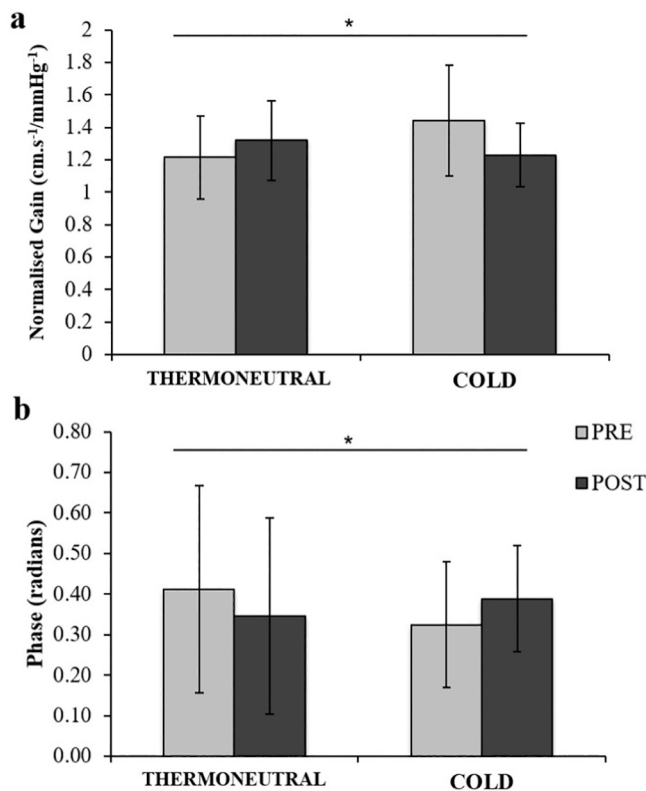 a
*
Normalised Gain (cm.s⁻¹/mmHg⁻¹)
2
1.8
1.6
1.4
1.2
1
0.8
0.6
0.4
0.2
0
THERMONEUTRAL
COLD
b
*
Phase (radians)
0.80
0.70
0.60
0.50
0.40
0.30
0.20
0.10
0.00
THERMONEUTRAL
COLD
PRE
POST